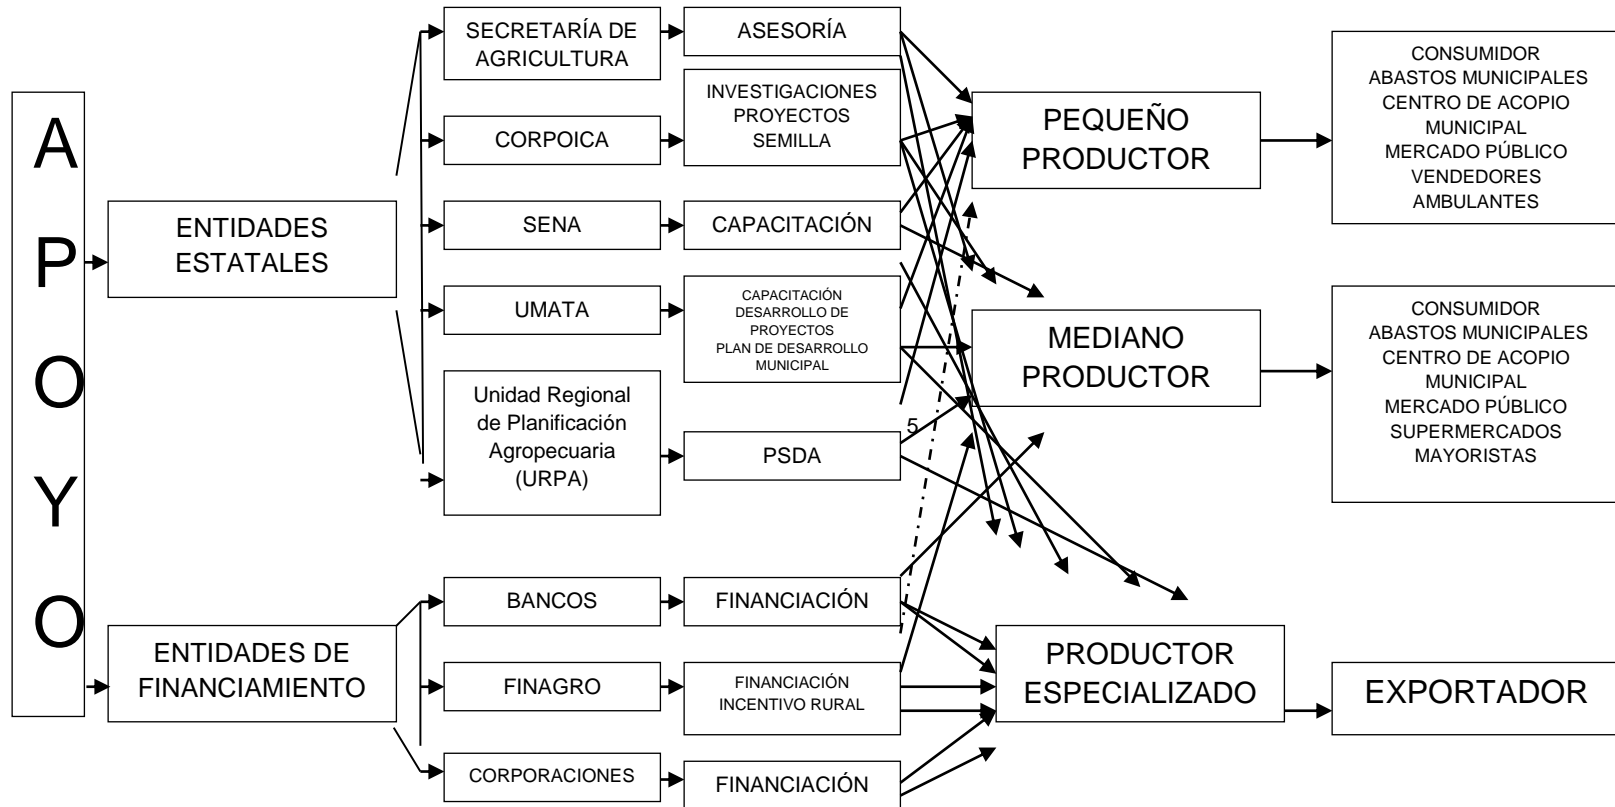 A
P
O
Y
O
ENTIDADES
ESTATALES
ENTIDADES DE
FINANCIAMIENTO
SECRETARÍA DE
AGRICULTURA
CORPOICA
SENA
UMATA
Unidad Regional
de Planificación
Agropecuaria
(URPA)
BANCOS
FINAGRO
CORPORACIONES
ASESORÍA
INVESTIGACIONES
PROYECTOS
SEMILLA
CAPACITACIÓN
CAPACITACIÓN
DESARROLLO DE
PROYECTOS
PLAN DE DESARROLLO
MUNICIPAL
PSDA
FINANCIACIÓN
FINANCIACIÓN
INCENTIVO RURAL
FINANCIACIÓN
5
PEQUEÑO
PRODUCTOR
MEDIANO
PRODUCTOR
PRODUCTOR
ESPECIALIZADO
CONSUMIDOR
ABASTOS MUNICIPALES
CENTRO DE ACOPIO
MUNICIPAL
MERCADO PÚBLICO
VENDEDORES
AMBULANTES
CONSUMIDOR
ABASTOS MUNICIPALES
CENTRO DE ACOPIO
MUNICIPAL
MERCADO PÚBLICO
SUPERMERCADOS
MAYORISTAS
EXPORTADOR